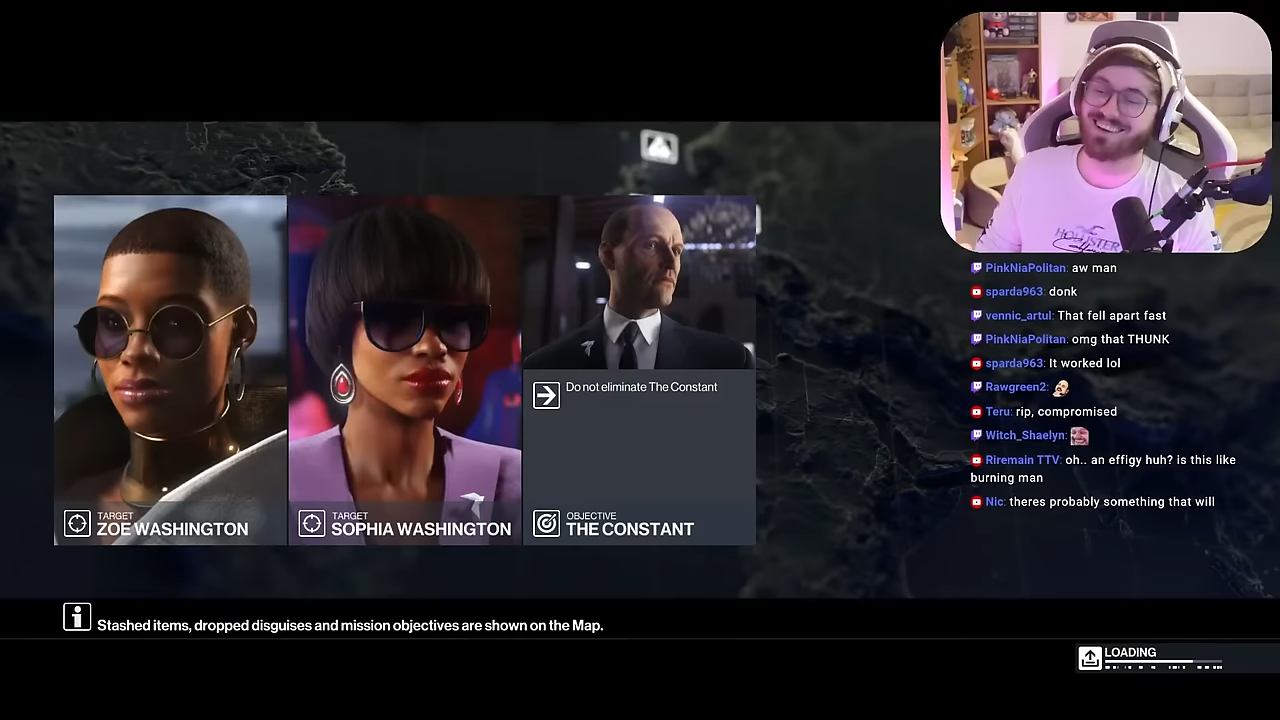 HOLLISTER
PinkNiaPolitan: aw man
sparda963: donk
vennic_artul: That fell apart fast
PinkNiaPolitan: omg that THUNK
sparda963: It worked lol
Rawgreen2:
Teru: rip, compromised
Witch_Shaelyn:
Riremain TTV: oh.. an effigy huh? is this like
burning man
Nic: theres probably something that will
TARGET
ZOE WASHINGTON
TARGET
SOPHIA WASHINGTON
Do not eliminate The Constant
OBJECTIVE
THE CONSTANT
Stashed items, dropped disguises and mission objectives are shown on the Map.
LOADING